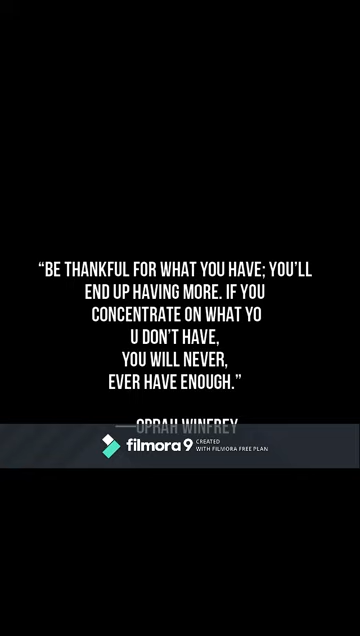 “BE THANKFUL FOR WHAT YOU HAVE; YOU’LL
END UP HAVING MORE. IF YOU
CONCENTRATE ON WHAT YO
U DON’T HAVE,
YOU WILL NEVER,
EVER HAVE ENOUGH.”
—OPRAH WINFREY
filmora 9 CREATED
WITH FILMORA FREE PLAN